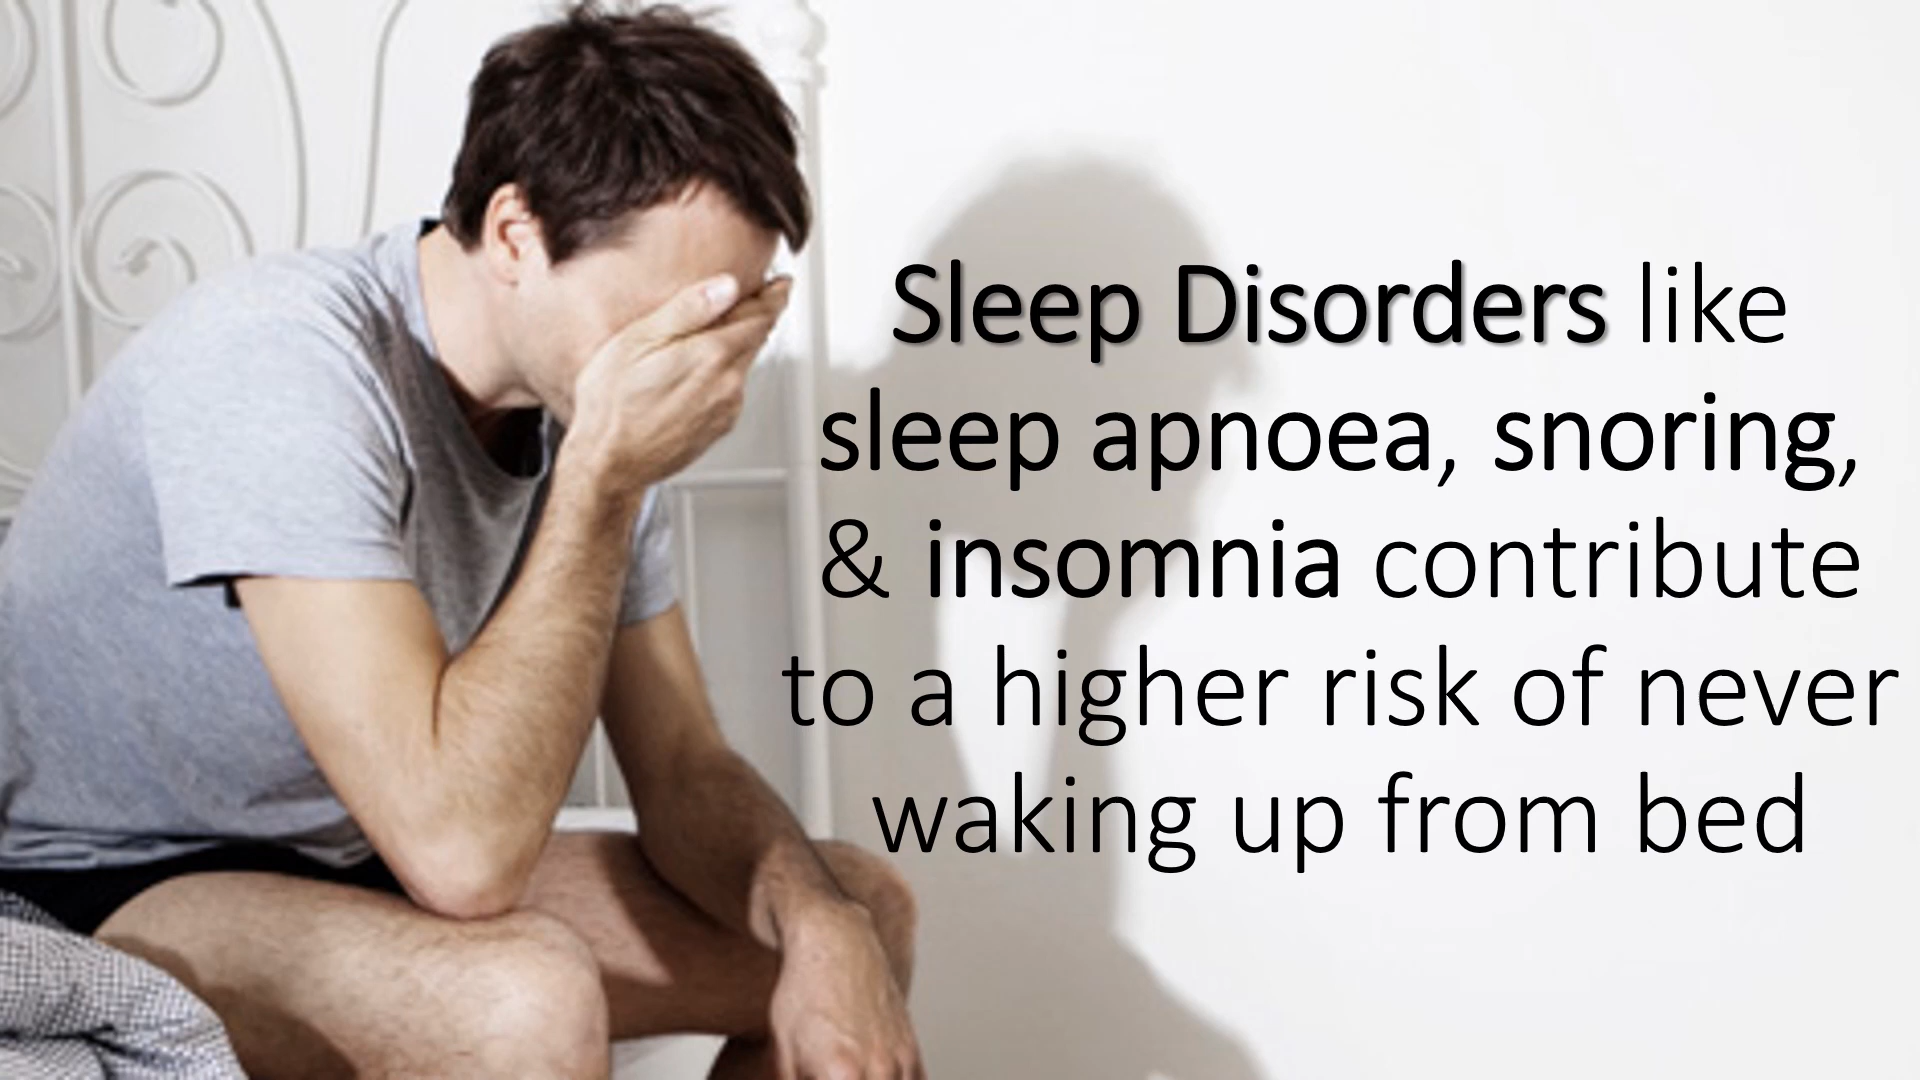 Sleep Disorders like
sleep apnoea, snoring,
& insomnia contribute
to a higher risk of never
waking up from bed